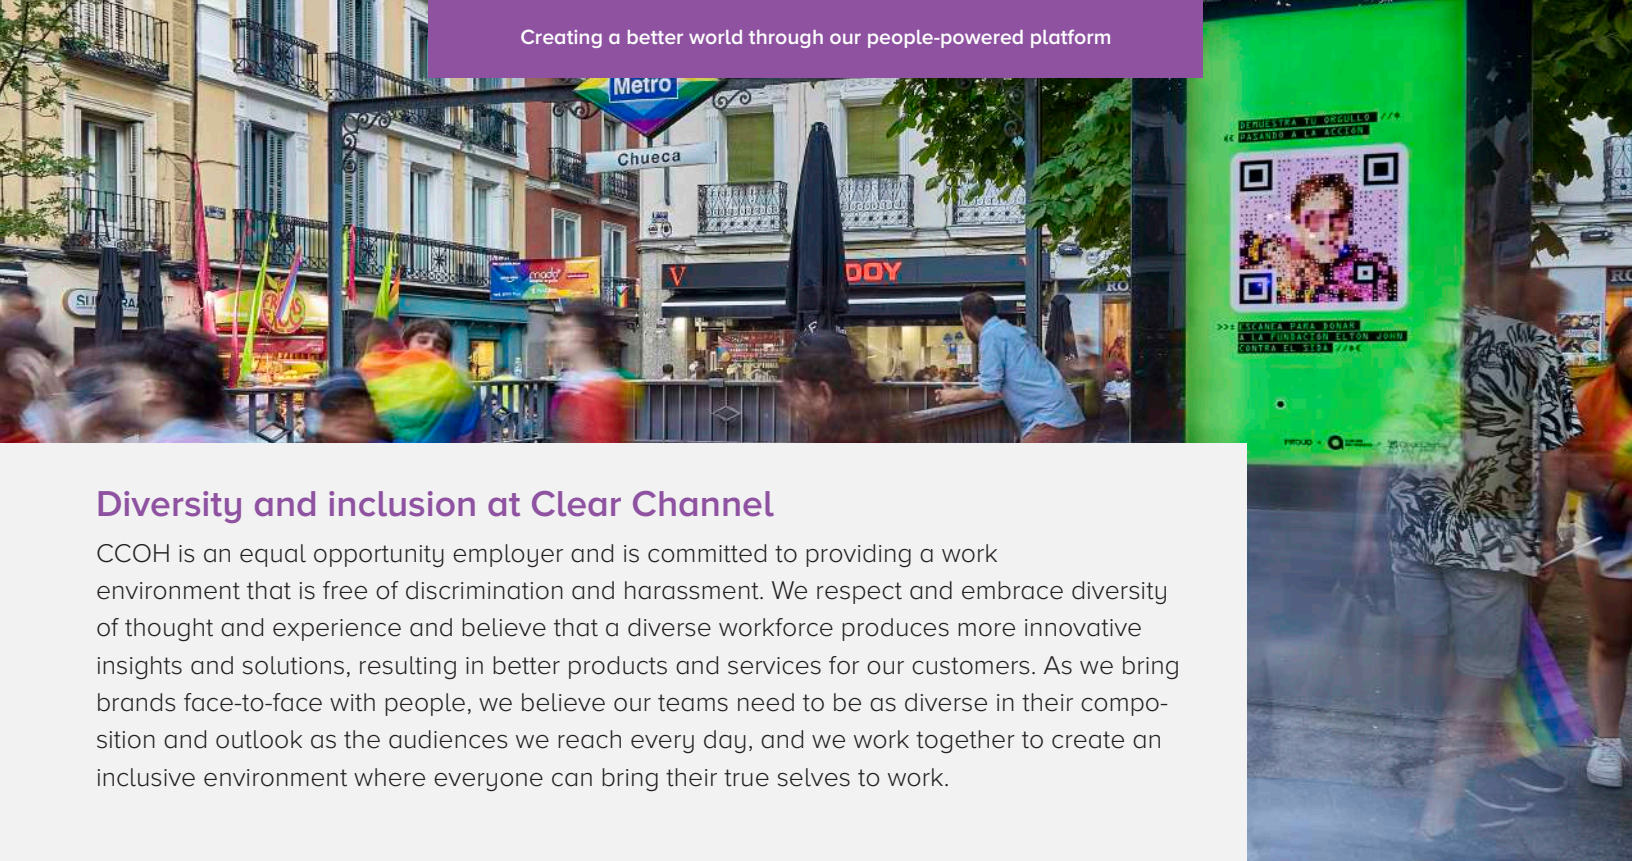 Creating a better world through our people-powered platform
Metro
Chueca
DEMUESTRA TU ORGULLO //*
«« PASANDO A LA ACCIÓN
V
DOY
RO
mado'
FRUTAS
>>: ESCANEA PARA DONAR
A LA FUNDACIÓN ELTON JOHN
CONTRA EL SIDA //*€
PROUD
Diversity and inclusion at Clear Channel
CCOH is an equal opportunity employer and is committed to providing a work
environment that is free of discrimination and harassment. We respect and embrace diversity
of thought and experience and believe that a diverse workforce produces more innovative
insights and solutions, resulting in better products and services for our customers. As we bring
brands face-to-face with people, we believe our teams need to be as diverse in their compo-
sition and outlook as the audiences we reach every day, and we work together to create an
inclusive environment where everyone can bring their true selves to work.